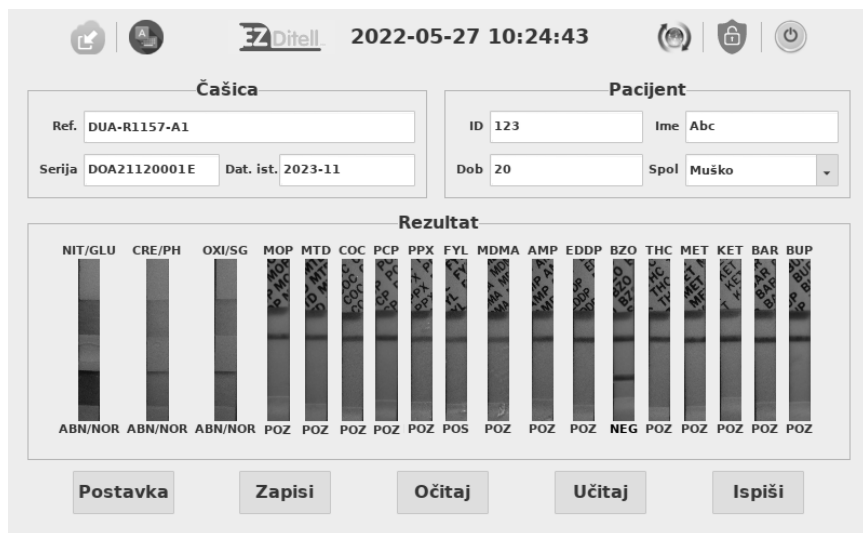 EZ Ditell 2022-05-27 10:24:43
Čašica
Ref. DUA-R1157-A1
Serija DOA21120001E Dat. ist. 2023-11
Pacijent
ID 123 Ime Abc
Dob 20 Spol Muško
Rezultat
NIT/GLU CRE/PH OXI/SG MOP MTD COC PCP PPX FYL MDMA AMP EDDP BZO THC MET KET BAR BUP
ABN/NOR ABN/NOR ABN/NOR POZ POZ POZ POZ POZ POS POZ POZ POZ NEG POZ POZ POZ POZ POZ
Postavka Zapisi Očitaj Učitaj Ispiši